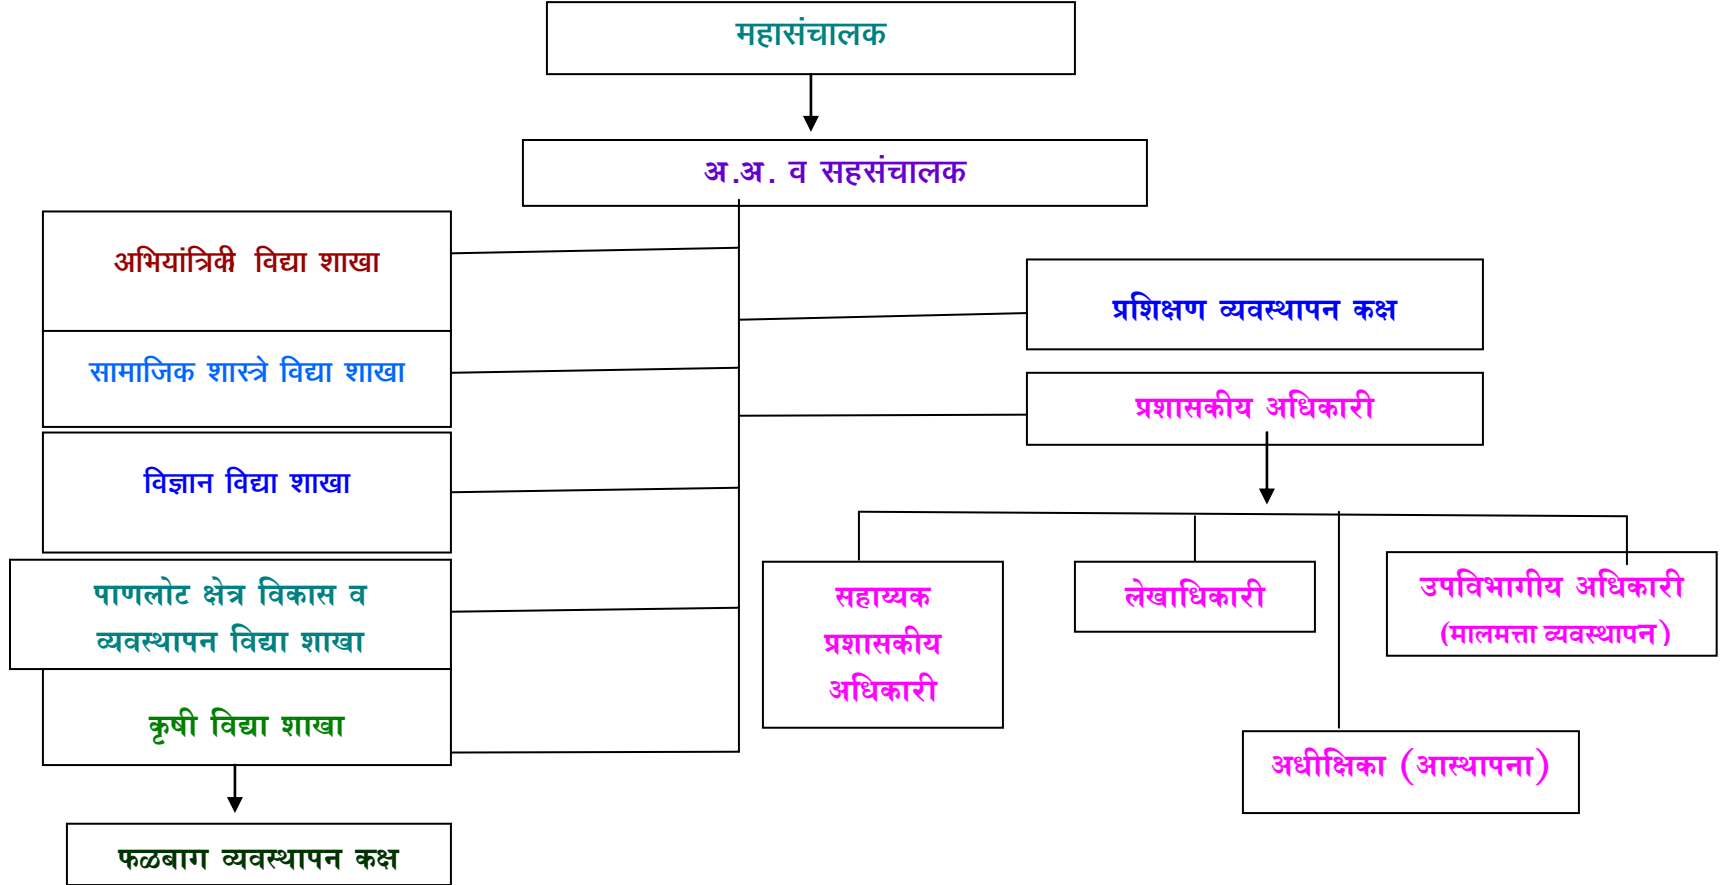 महासंचालक
अ.अ. व सहसंचालक
अभियांत्रिकी विद्या शाखा
सामाजिक शास्त्रे विद्या शाखा
विज्ञान विद्या शाखा
पाणलोट क्षेत्र विकास व
व्यवस्थापन विद्या शाखा
कृषी विद्या शाखा
फळबाग व्यवस्थापन कक्ष
प्रशिक्षण व्यवस्थापन कक्ष
प्रशासकीय अधिकारी
सहाय्यक
प्रशासकीय
अधिकारी
लेखाधिकारी
उपविभागीय अधिकारी
(मालमत्ता व्यवस्थापन)
अधीक्षिका (आस्थापना)